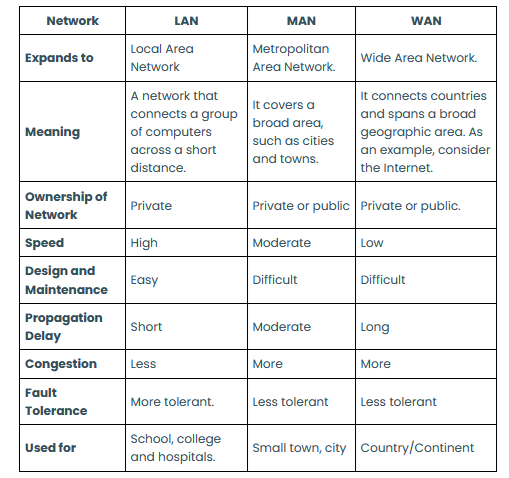 Network LAN MAN WAN
Expands to Local Area Network Metropolitan Area Network. Wide Area Network.
Meaning A network that connects a group of computers across a short distance. It covers a broad area, such as cities and towns. It connects countries and spans a broad geographic area. As an example, consider the Internet.
Ownership of Network Private Private or public Private or public.
Speed High Moderate Low
Design and Maintenance Easy Difficult Difficult
Propagation Delay Short Moderate Long
Congestion Less More More
Fault Tolerance More tolerant. Less tolerant Less tolerant
Used for School, college and hospitals. Small town, city Country/Continent